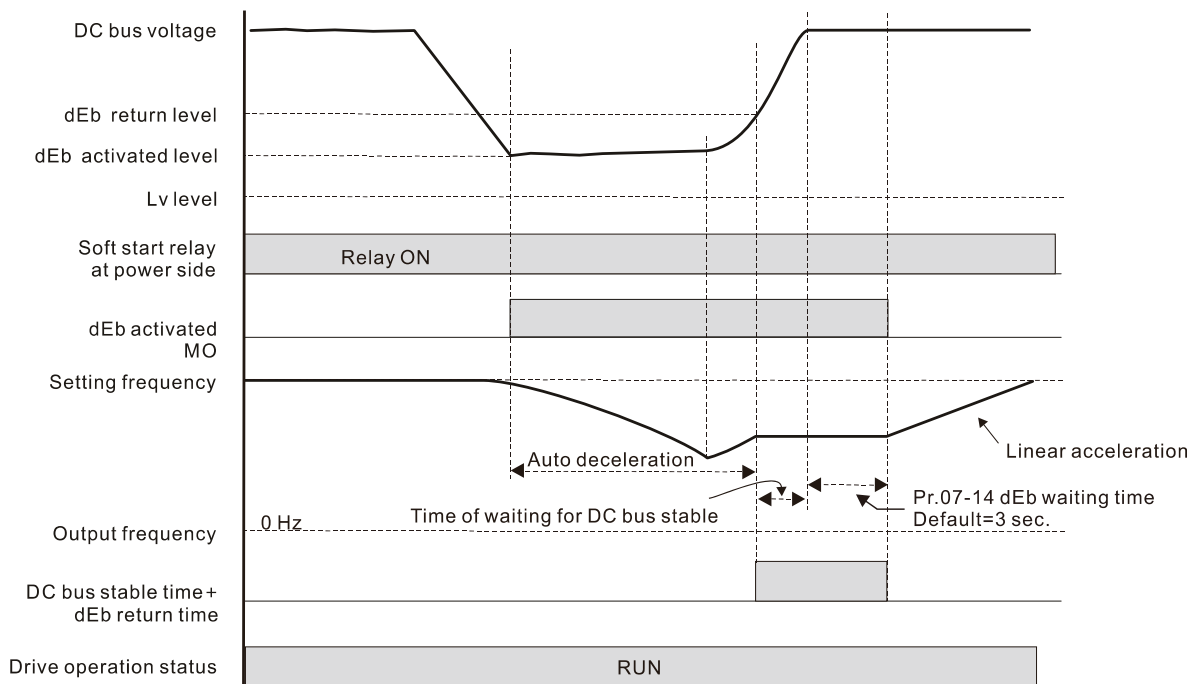 DC bus voltage
dEb return level
dEb activated level
Lv level
Soft start relay
at power side
Relay ON
dEb activated
MO
Setting frequency
Linear acceleration
Auto deceleration
Pr.07-14 dEb waiting time
Default=3 sec.
Time of waiting for DC bus stable
0 Hz
Output frequency
DC bus stable time+
dEb return time
Drive operation status
RUN